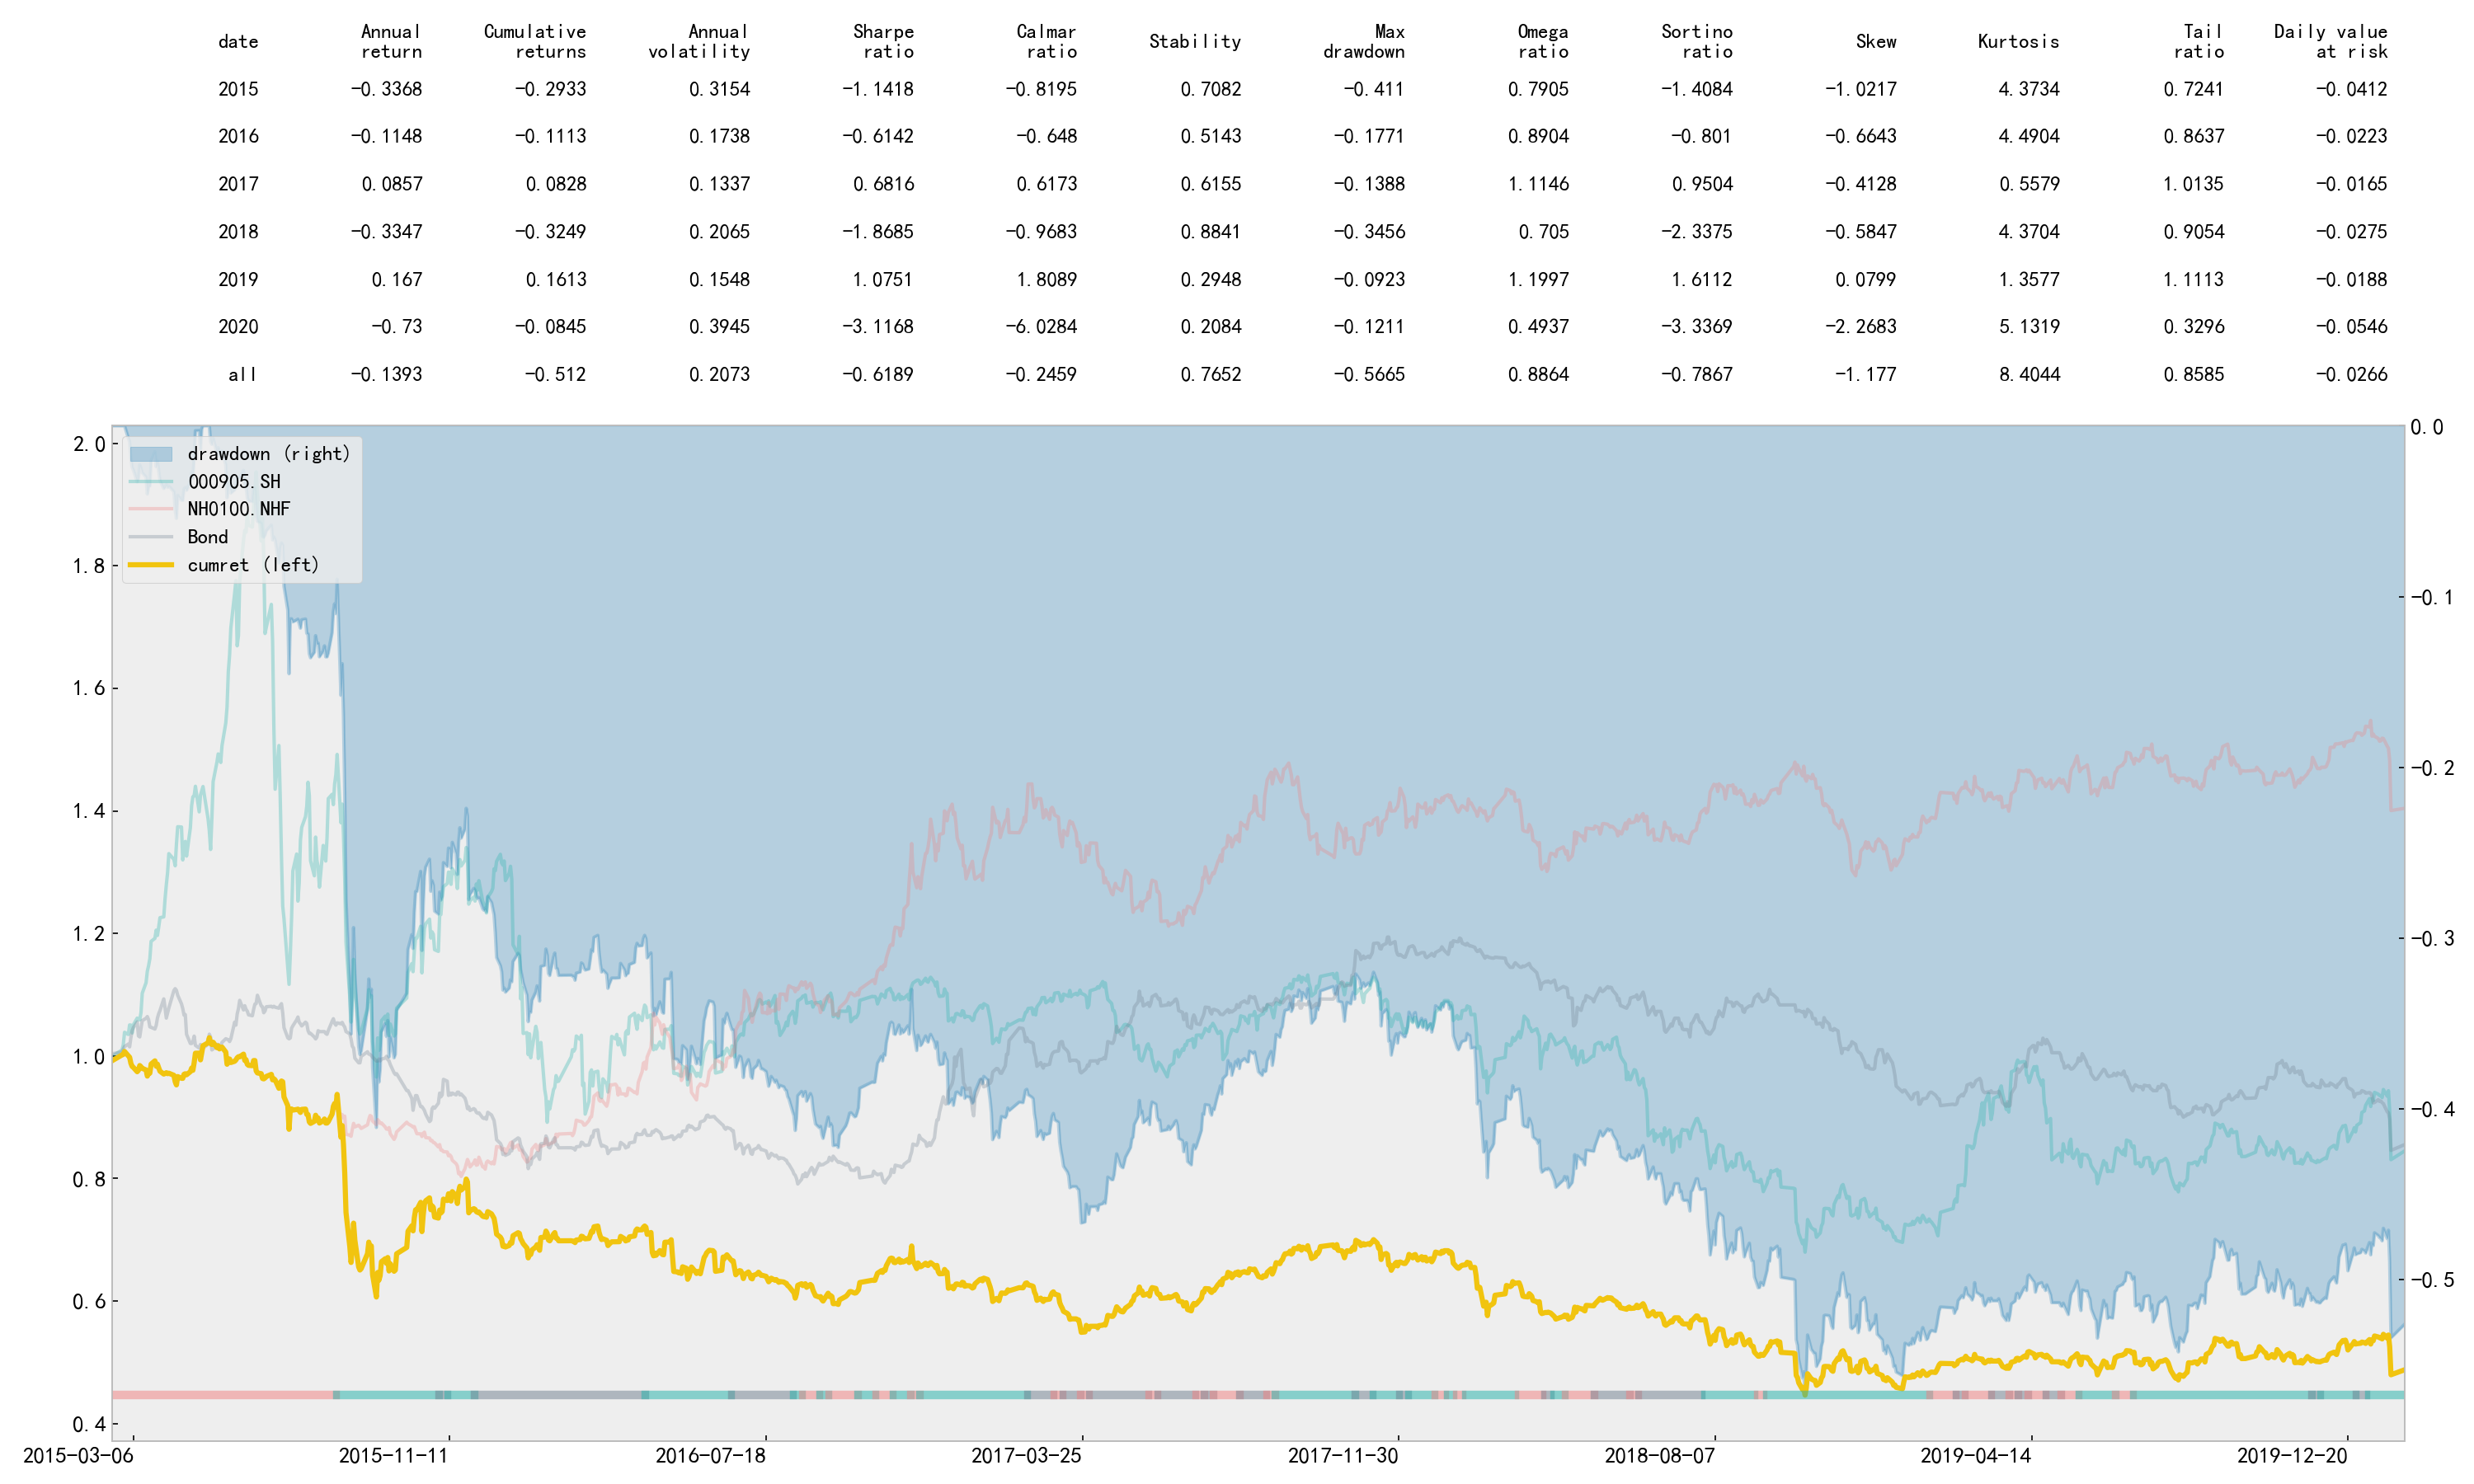 date Annual return Cumulative returns Annual volatility Sharpe ratio Calmar ratio Stability Max drawdown Omega ratio Sortino ratio Skew Kurtosis Tail ratio Daily value at risk
2015 -0.3368 -0.2933 0.3154 -1.1418 -0.8195 0.7082 -0.411 0.7905 -1.4084 -1.0217 4.3734 0.7241 -0.0412
2016 -0.1148 -0.1113 0.1738 -0.6142 -0.648 0.5143 -0.1771 0.8904 -0.801 -0.6643 4.4904 0.8637 -0.0223
2017 0.0857 0.0828 0.1337 0.6816 0.6173 0.6155 -0.1388 1.1146 0.9504 -0.4128 0.5579 1.0135 -0.0165
2018 -0.3347 -0.3249 0.2065 -1.8685 -0.9683 0.8841 -0.3456 0.705 -2.3375 -0.5847 4.3704 0.9054 -0.0275
2019 0.167 0.1613 0.1548 1.0751 1.8089 0.2948 -0.0923 1.1997 1.6112 0.0799 1.3577 1.1113 -0.0188
2020 -0.73 -0.0845 0.3945 -3.1168 -6.0284 0.2084 -0.1211 0.4937 -3.3369 -2.2683 5.1319 0.3296 -0.0546
all -0.1393 -0.512 0.2073 -0.6189 -0.2459 0.7652 -0.5665 0.8864 -0.7867 -1.177 8.4044 0.8585 -0.0266
2.0
1.8
1.6
1.4
1.2
1.0
0.8
0.6
0.4
drawdown (right)
000905.SH
NH0100.NHF
Bond
cumret (left)
0.0
-0.1
-0.2
-0.3
-0.4
-0.5
2015-03-06 2015-11-11 2016-07-18 2017-03-25 2017-11-30 2018-08-07 2019-04-14 2019-12-20